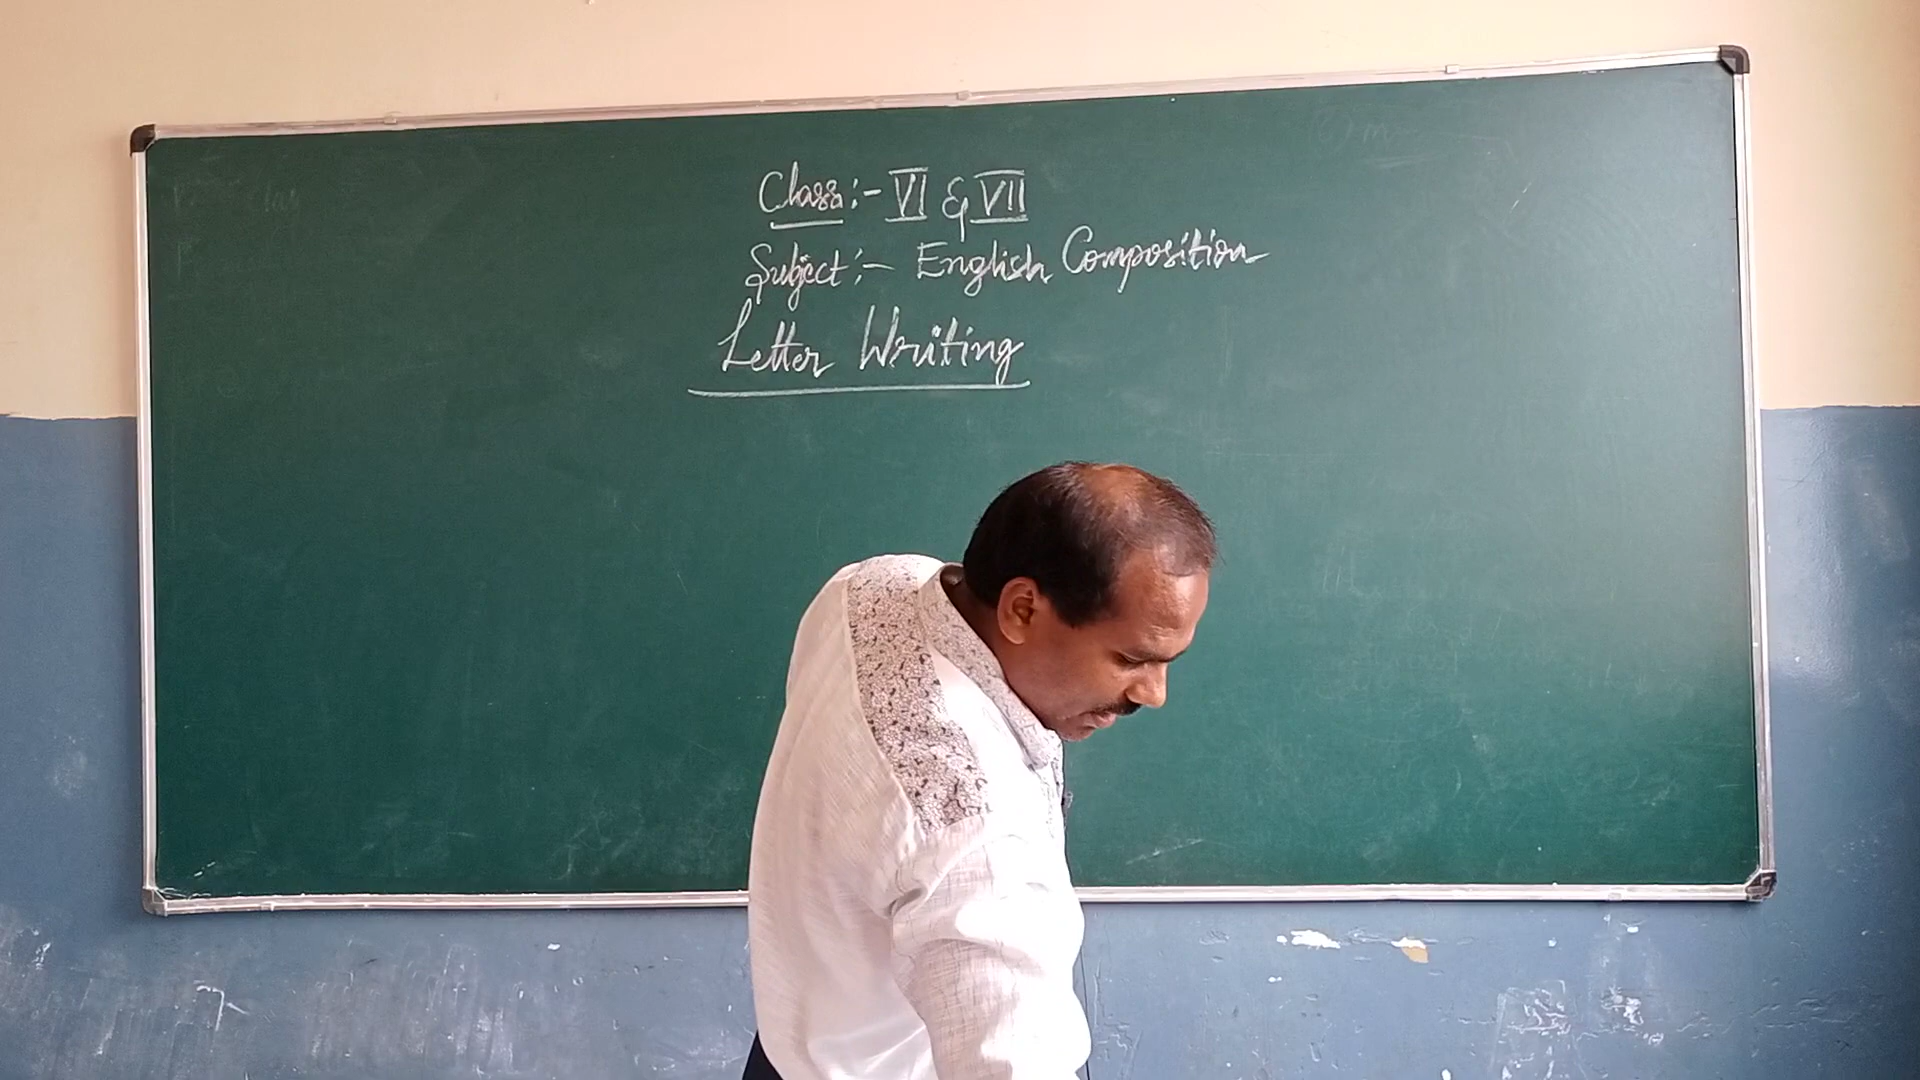 Class:- VI & VII
Subject:- English Composition
Letter Writing